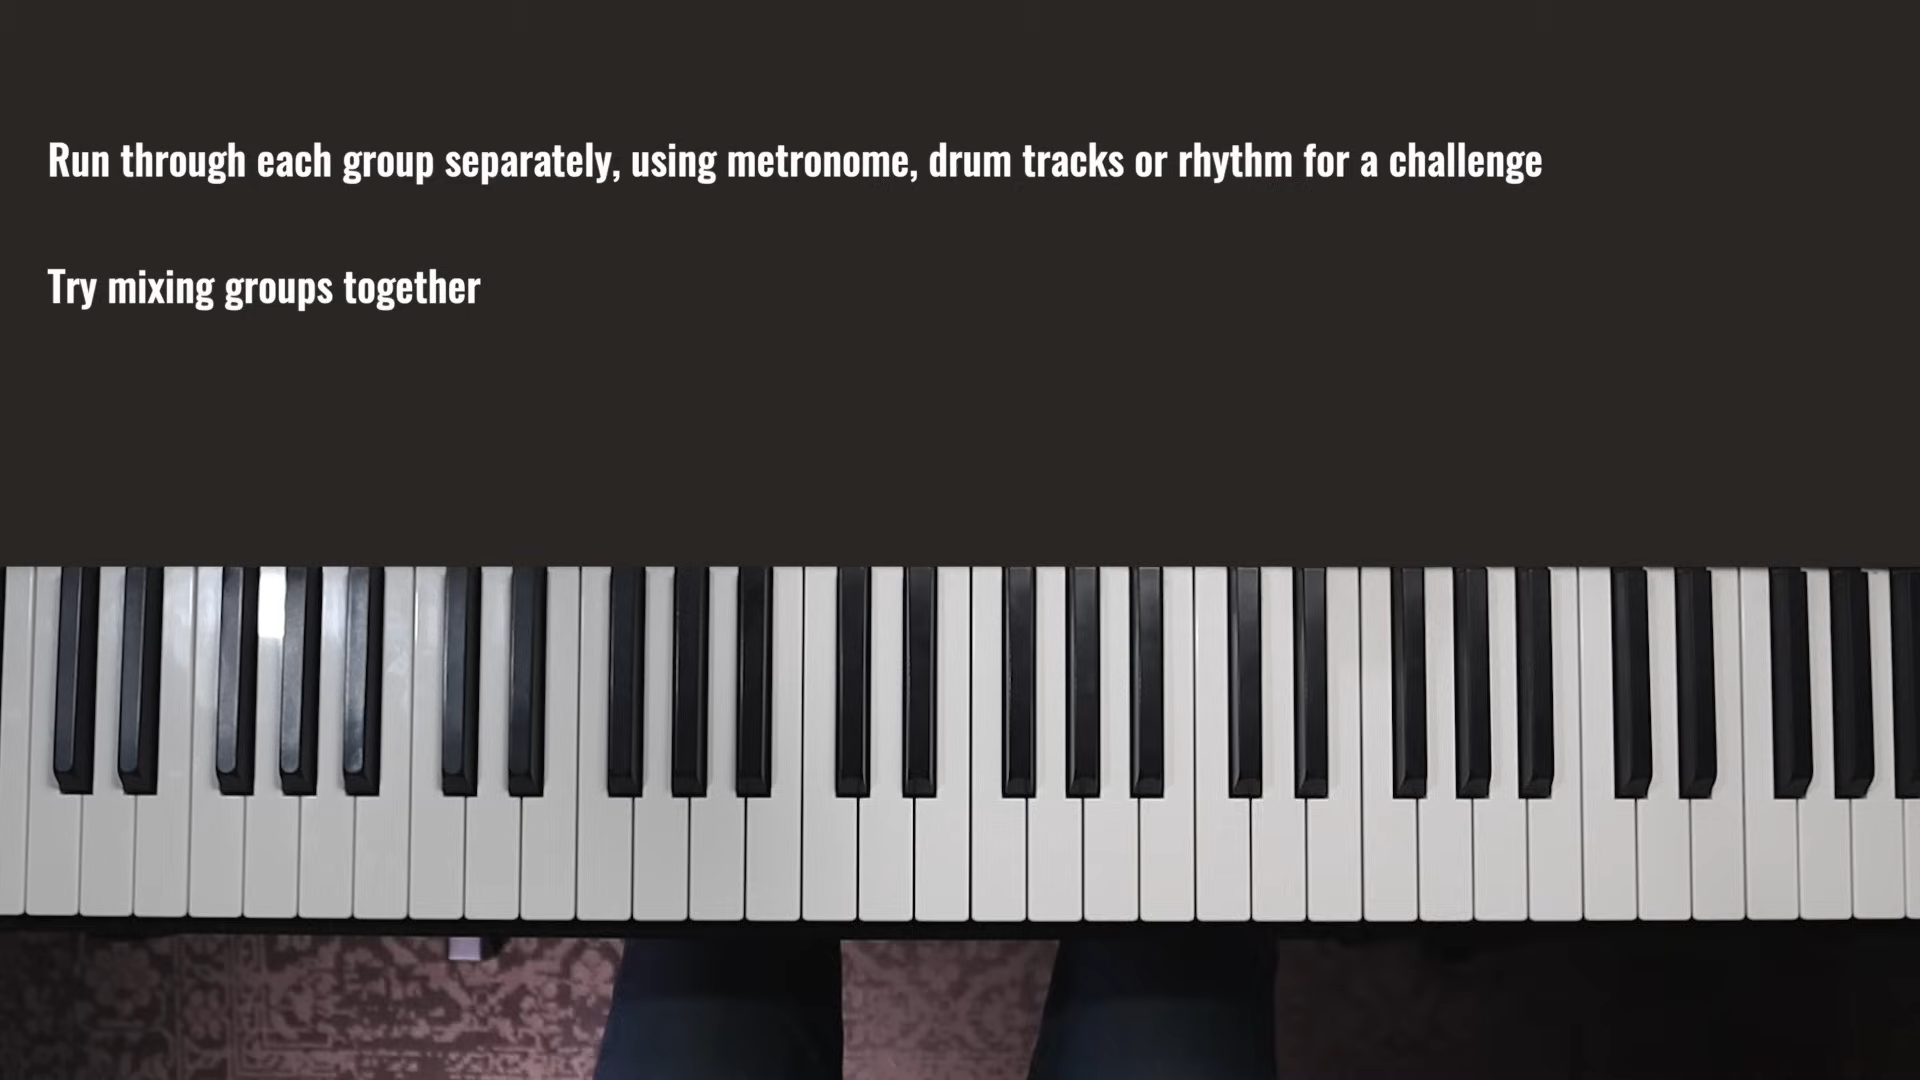 Run through each group separately, using metronome, drum tracks or rhythm for a challenge
Try mixing groups together